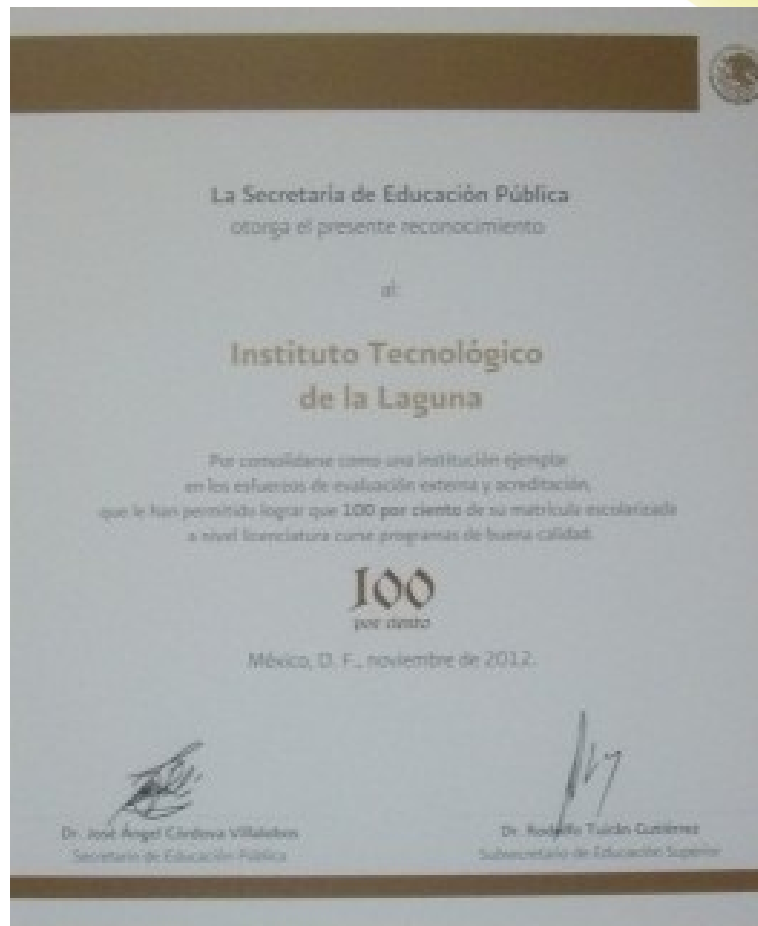 La Secretaría de Educación Pública
otorga el presente reconocimiento
al:
Instituto Tecnológico
de la Laguna
Por consolidarse como una institución ejemplar
en los esfuerzos de evaluación externa y acreditación,
que le han permitido lograr que 100 por ciento de su matrícula escolarizada
a nivel licenciatura curse programas de buena calidad.
100
por ciento
México, D. F., noviembre de 2012.
Dr. José Ángel Córdova Villalobos
Secretario de Educación Pública
Dr. Rodolfo Tuirán Gutiérrez
Subsecretario de Educación Superior